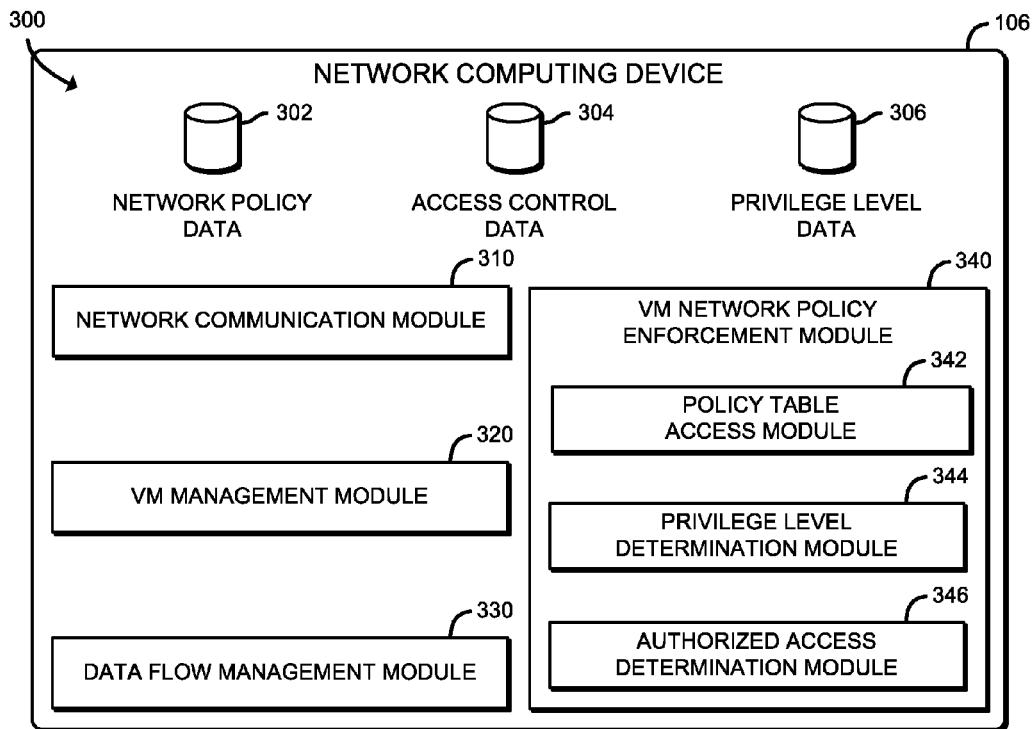 300
106
NETWORK COMPUTING DEVICE
302
304
306
NETWORK POLICY
DATA
ACCESS CONTROL
DATA
PRIVILEGE LEVEL
DATA
310
NETWORK COMMUNICATION MODULE
320
VM MANAGEMENT MODULE
330
DATA FLOW MANAGEMENT MODULE
340
VM NETWORK POLICY
ENFORCEMENT MODULE
342
POLICY TABLE
ACCESS MODULE
344
PRIVILEGE LEVEL
DETERMINATION MODULE
346
AUTHORIZED ACCESS
DETERMINATION MODULE